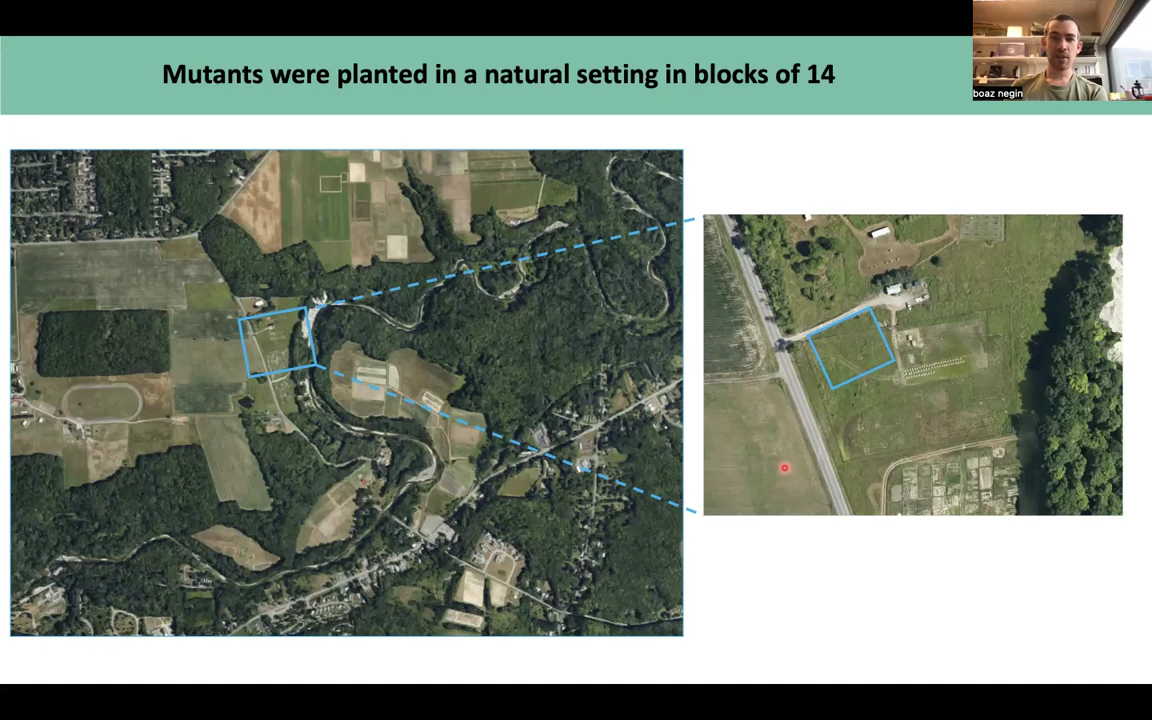 Mutants were planted in a natural setting in blocks of 14
boaz negin